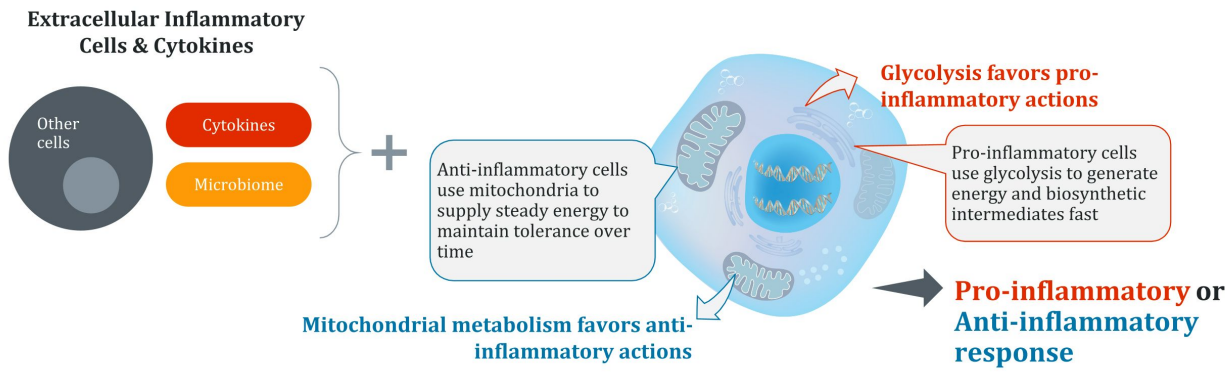 Extracellular Inflammatory
Cells & Cytokines
Other
cells
Cytokines
Microbiome
+
Anti-inflammatory cells
use mitochondria to
supply steady energy to
maintain tolerance over
time
Mitochondrial metabolism favors anti-
inflammatory actions
Glycolysis favors pro-
inflammatory actions
Pro-inflammatory cells
use glycolysis to generate
energy and biosynthetic
intermediates fast
Pro-inflammatory or
Anti-inflammatory
response